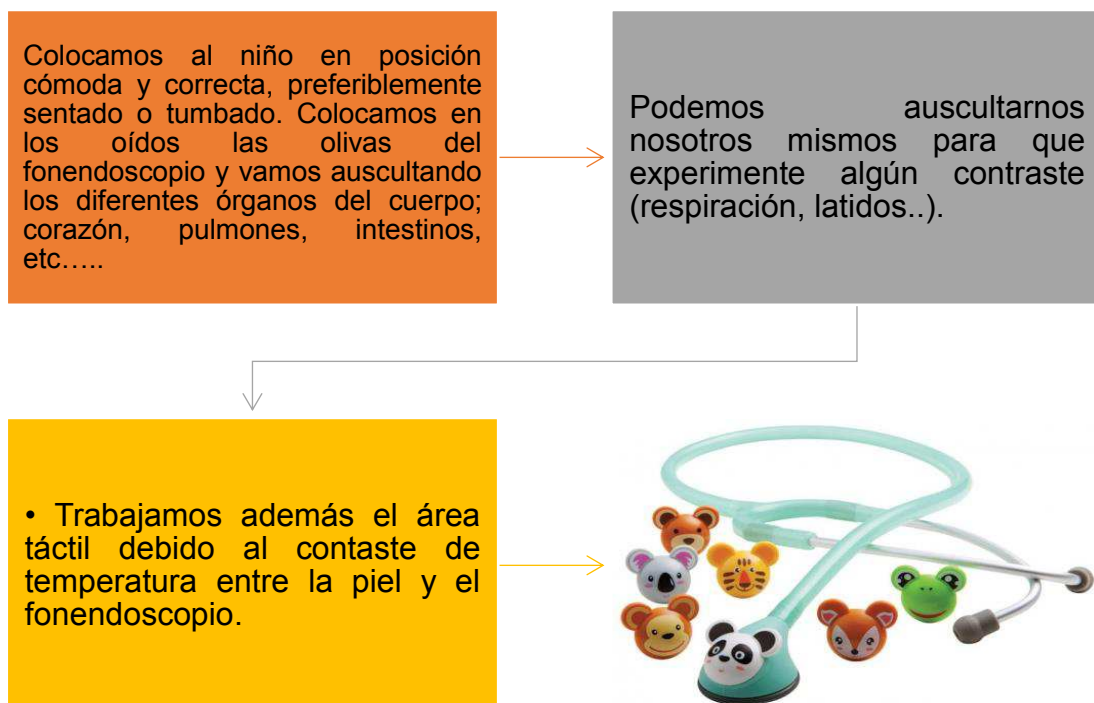 Colocamos al niño en posición
cómoda y correcta, preferiblemente
sentado o tumbado. Colocamos en
los oídos las olivas del
fonendoscopio y vamos auscultando
los diferentes órganos del cuerpo;
corazón, pulmones, intestinos,
etc…..
Podemos auscultarnos
nosotros mismos para que
experimente algún contraste
(respiración, latidos..).
• Trabajamos además el área
táctil debido al contaste de
temperatura entre la piel y el
fonendoscopio.